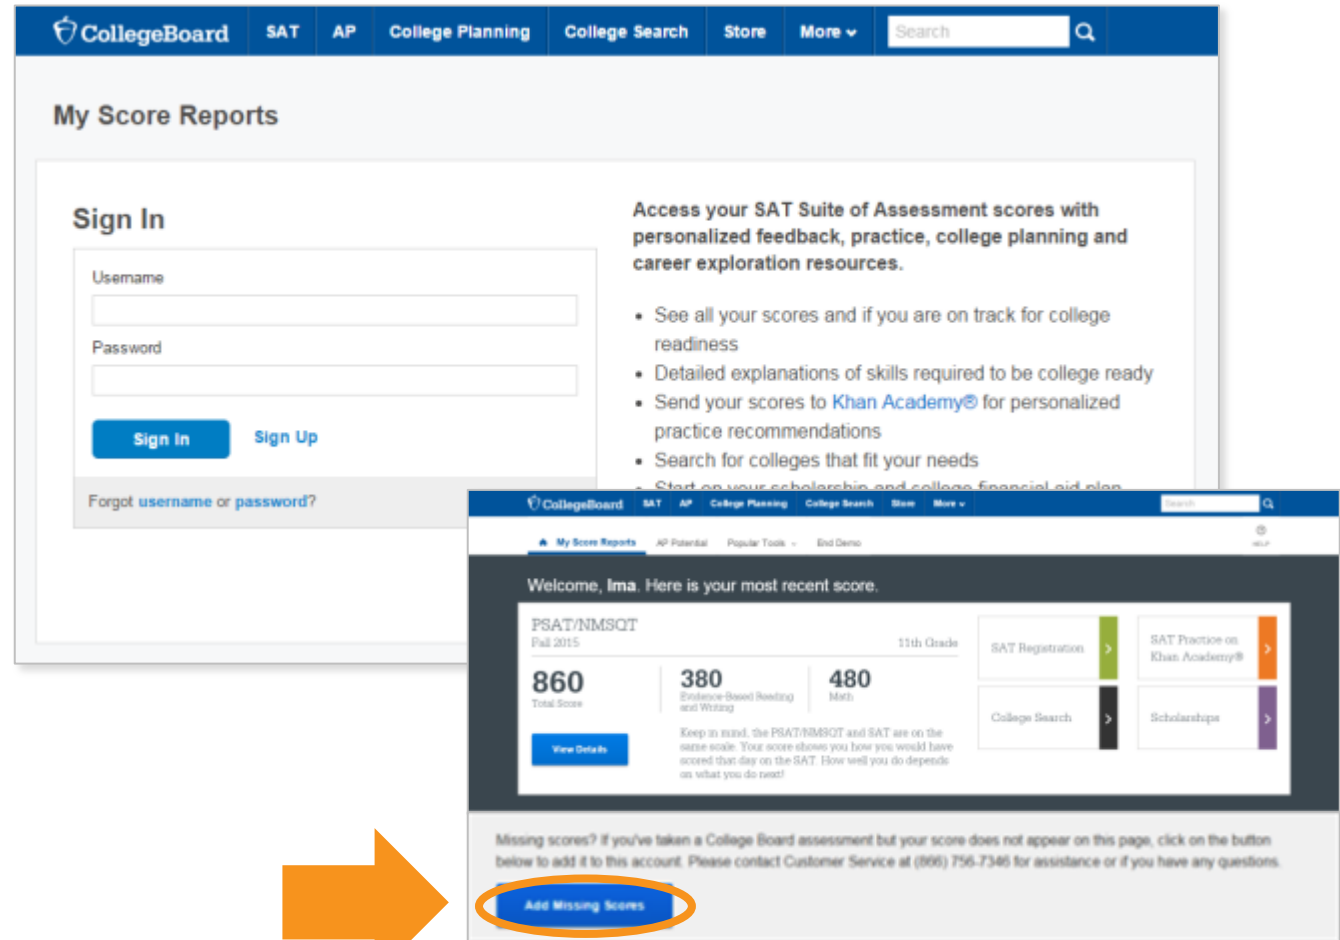 CollegeBoard SAT AP College Planning College Search Store More Search
My Score Reports
Sign In
Username
Password
Sign In Sign Up
Forgot username or password?
Access your SAT Suite of Assessment scores with
personalized feedback, practice, college planning and
career exploration resources.
• See all your scores and if you are on track for college
readiness
• Detailed explanations of skills required to be college ready
• Send your scores to Khan Academy® for personalized
practice recommendations
• Search for colleges that fit your needs
• Start on your scholarship and college financial aid plan
CollegeBoard SAT AP College Planning College Search Store More Search
My Score Reports AP Potential Popular Tools End Demo HELP
Welcome, Ima. Here is your most recent score.
PSAT/NMSQT
Fall 2015 11th Grade
860 380 480
Total Score Evidence-Based Reading Math
and Writing
View Details
Keep in mind, the PSAT/NMSQT and SAT are on the
same scale. Your score shows you how you would have
scored that day on the SAT. How well you do depends
on what you do next!
SAT Registration
SAT Practice on
Khan Academy®
College Search
Scholarships
Missing scores? If you've taken a College Board assessment but your score does not appear on this page, click on the button
below to add it to this account. Please contact Customer Service at (866) 756-7346 for assistance or if you have any questions.
Add Missing Scores